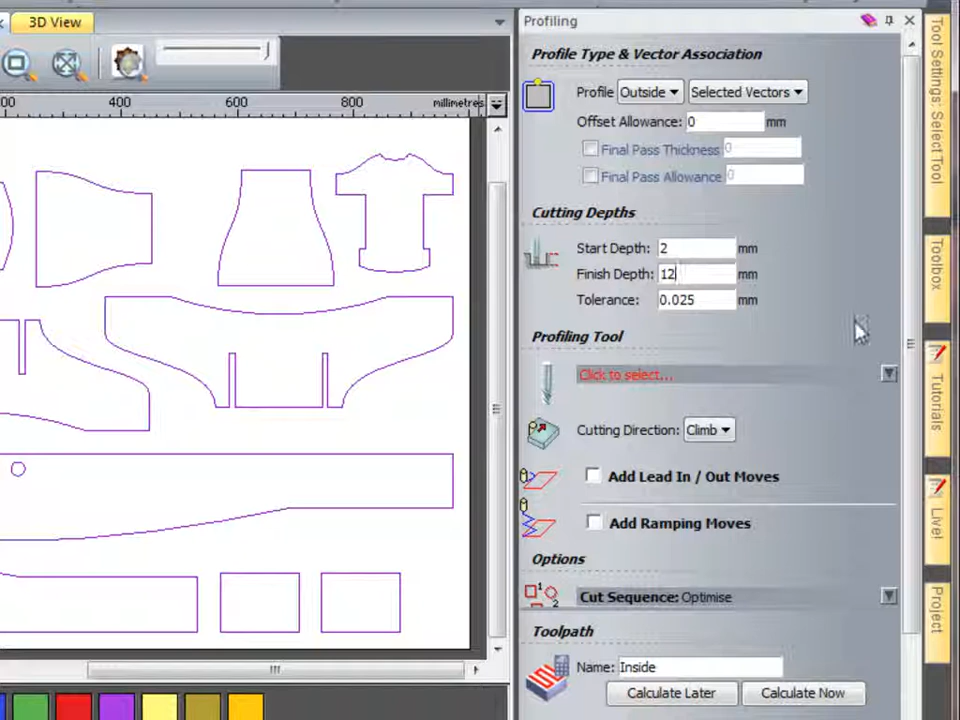 3D View
Profiling
00
400
600
800
millimetres
Profile Type & Vector Association
Profile Outside Selected Vectors
Offset Allowance: 0 mm
Final Pass Thickness 0
Final Pass Allowance 0
Cutting Depths
Start Depth: 2 mm
Finish Depth: 12 mm
Tolerance: 0.025 mm
Profiling Tool
Click to select...
Cutting Direction: Climb
Add Lead In / Out Moves
Add Ramping Moves
Options
Cut Sequence: Optimise
Toolpath
Name: Inside
Calculate Later Calculate Now
Tool Settings: Select Tool
Toolbox
Tutorials
Live!
Project